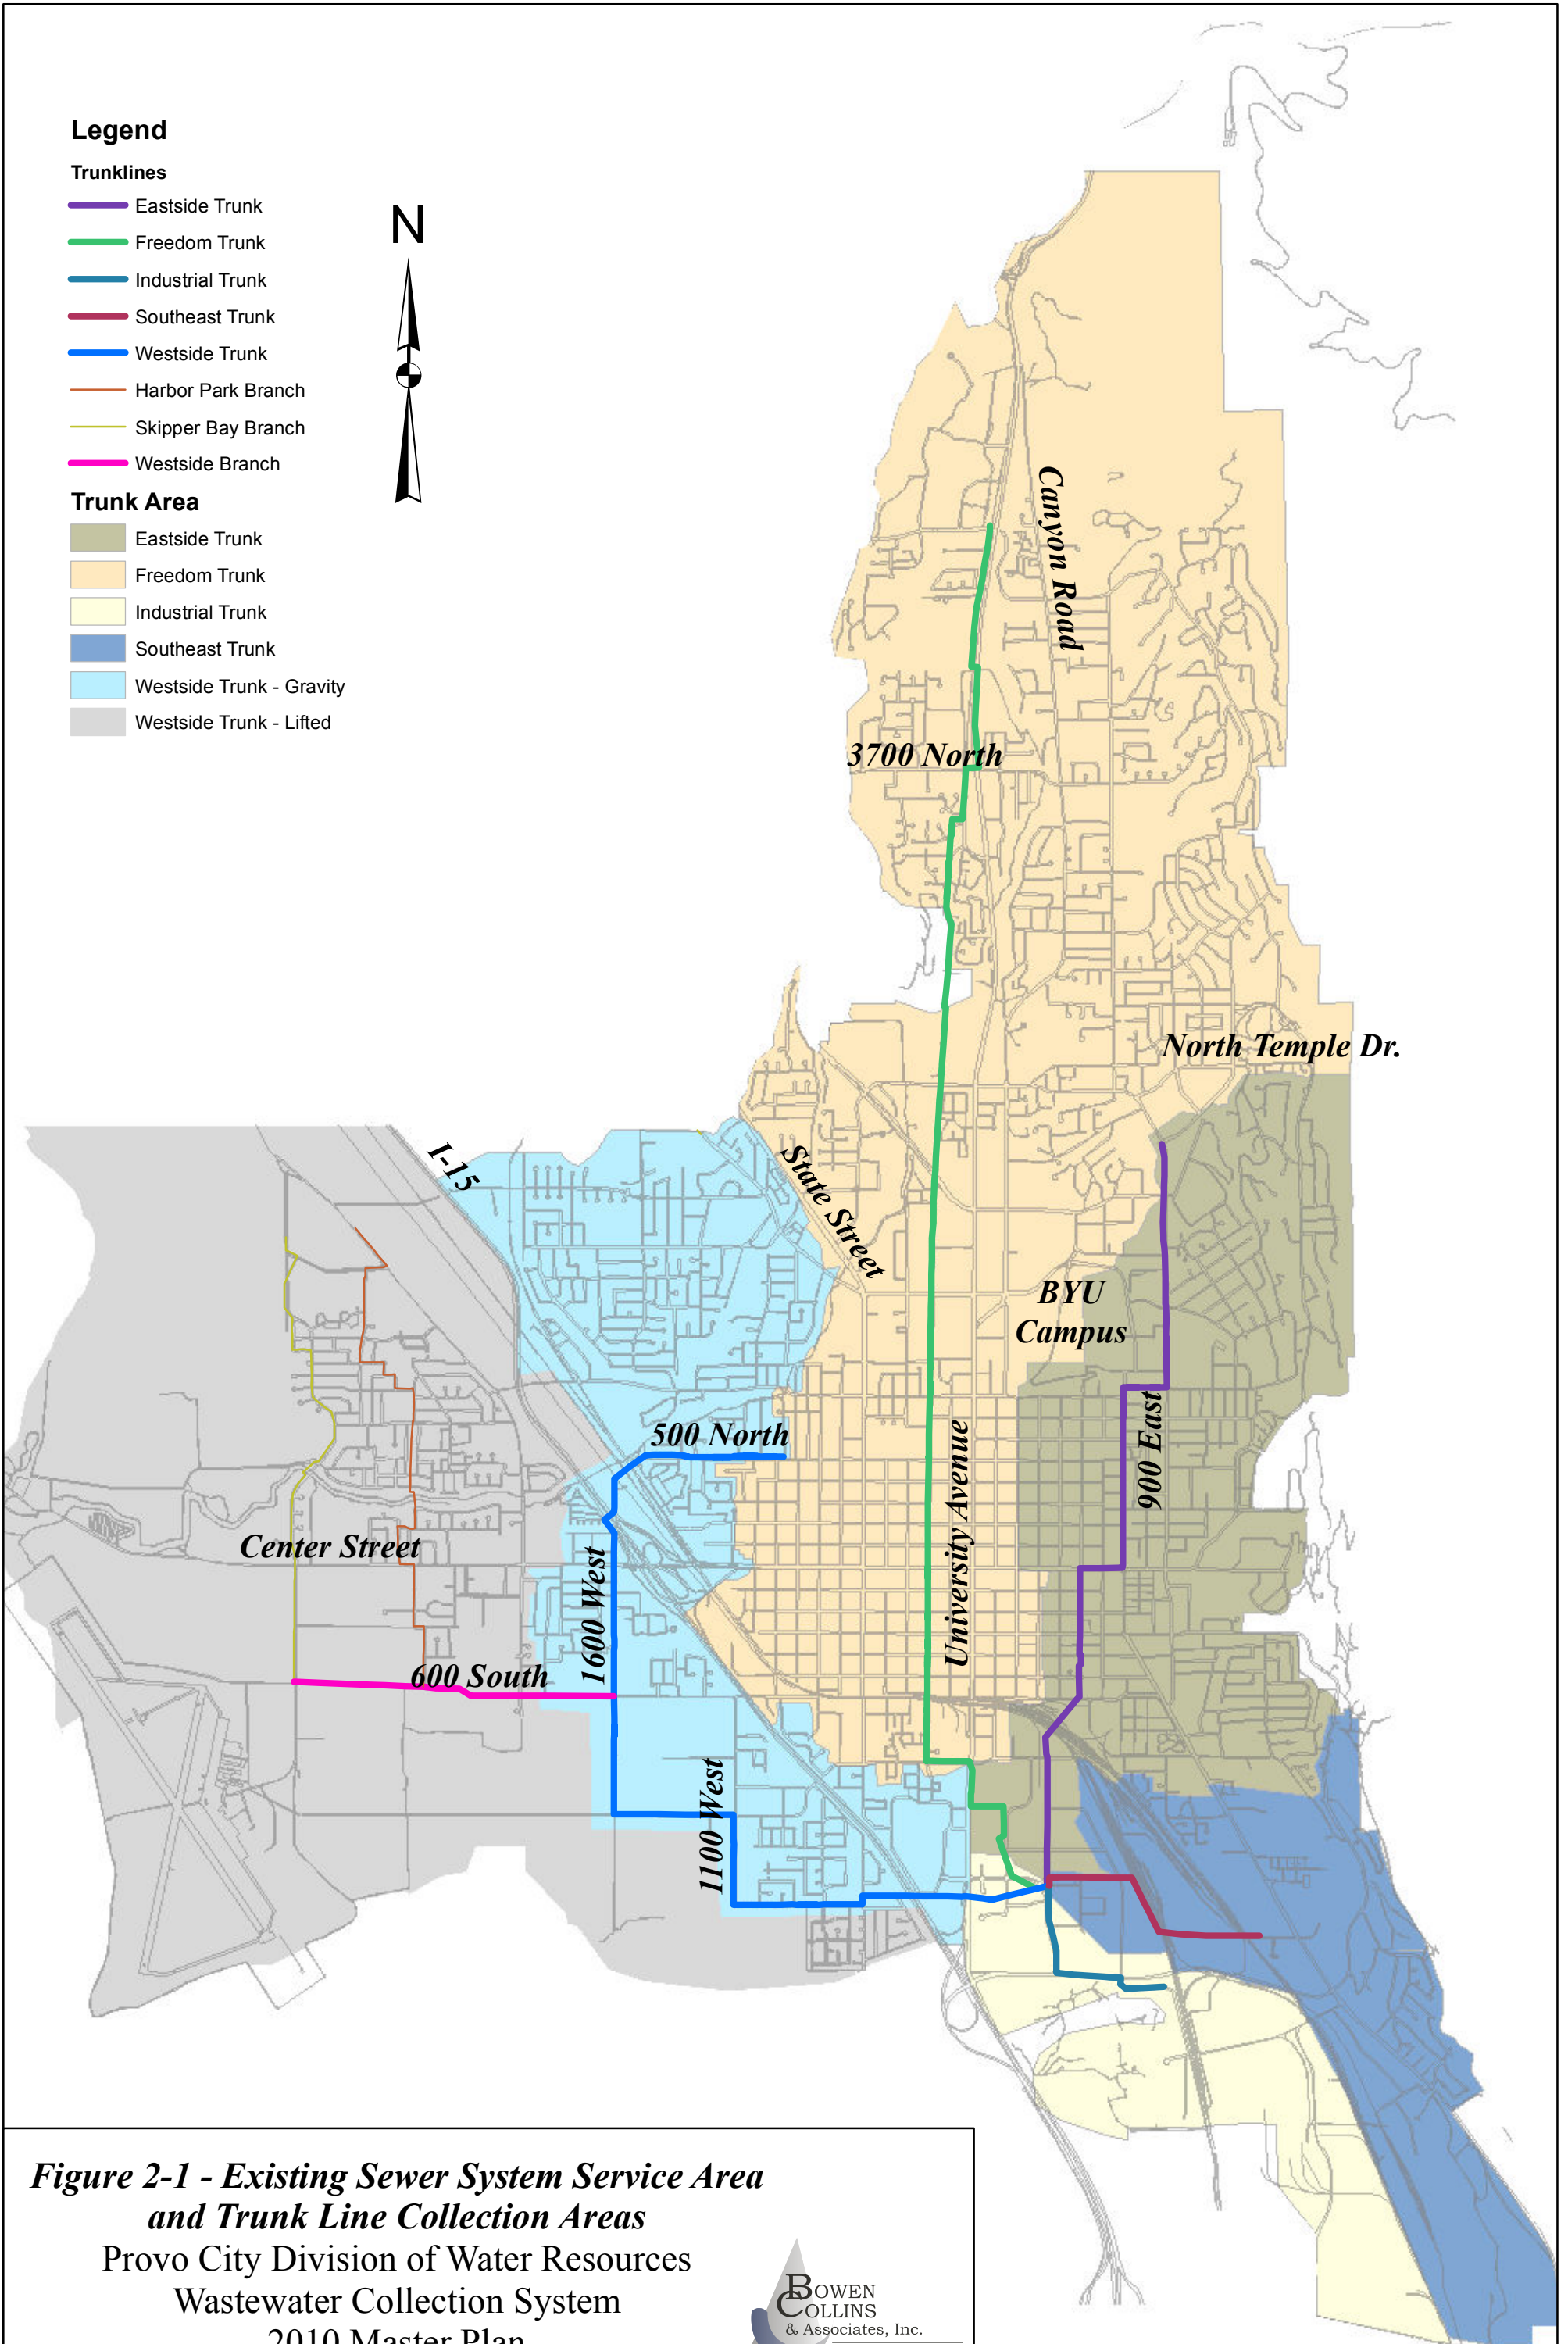 Legend
Trunklines
Eastside Trunk
Freedom Trunk
Industrial Trunk
Southeast Trunk
Westside Trunk
Harbor Park Branch
Skipper Bay Branch
Westside Branch
Trunk Area
Eastside Trunk
Freedom Trunk
Industrial Trunk
Southeast Trunk
Westside Trunk - Gravity
Westside Trunk - Lifted
N
Canyon Road
3700 North
North Temple Dr.
I-15
State Street
BYU
Campus
500 North
900 East
University Avenue
Center Street
1600 West
600 South
1100 West
Figure 2-1 - Existing Sewer System Service Area
and Trunk Line Collection Areas
Provo City Division of Water Resources
Wastewater Collection System
2010 Master Plan
BOWEN
COLLINS
& Associates, Inc.